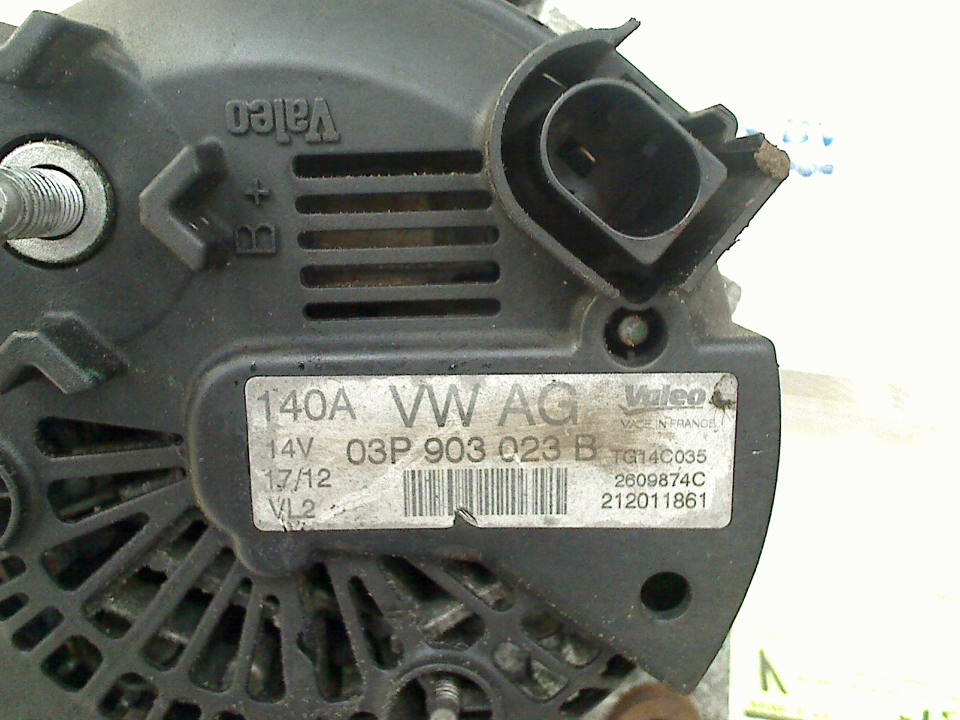 Valeo
B +
140A VW AG Valeo
MADE IN FRANCE
14V 03P 903 023 B TG14C035
17/12 2609874C
VL2 212011861